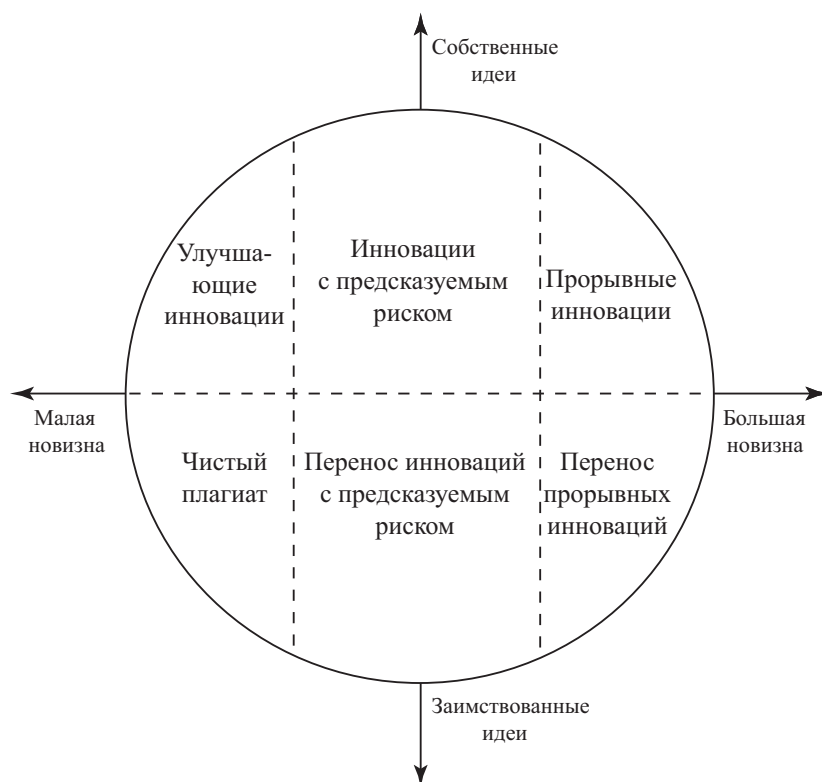 Собственные
идеи
Улучша-
ющие
инновации
Инновации
с предсказуемым
риском
Прорывные
инновации
Малая
новизна
Большая
новизна
Чистый
плагиат
Перенос инноваций
с предсказуемым
риском
Перенос
прорывных
инноваций
Заимствованные
идеи